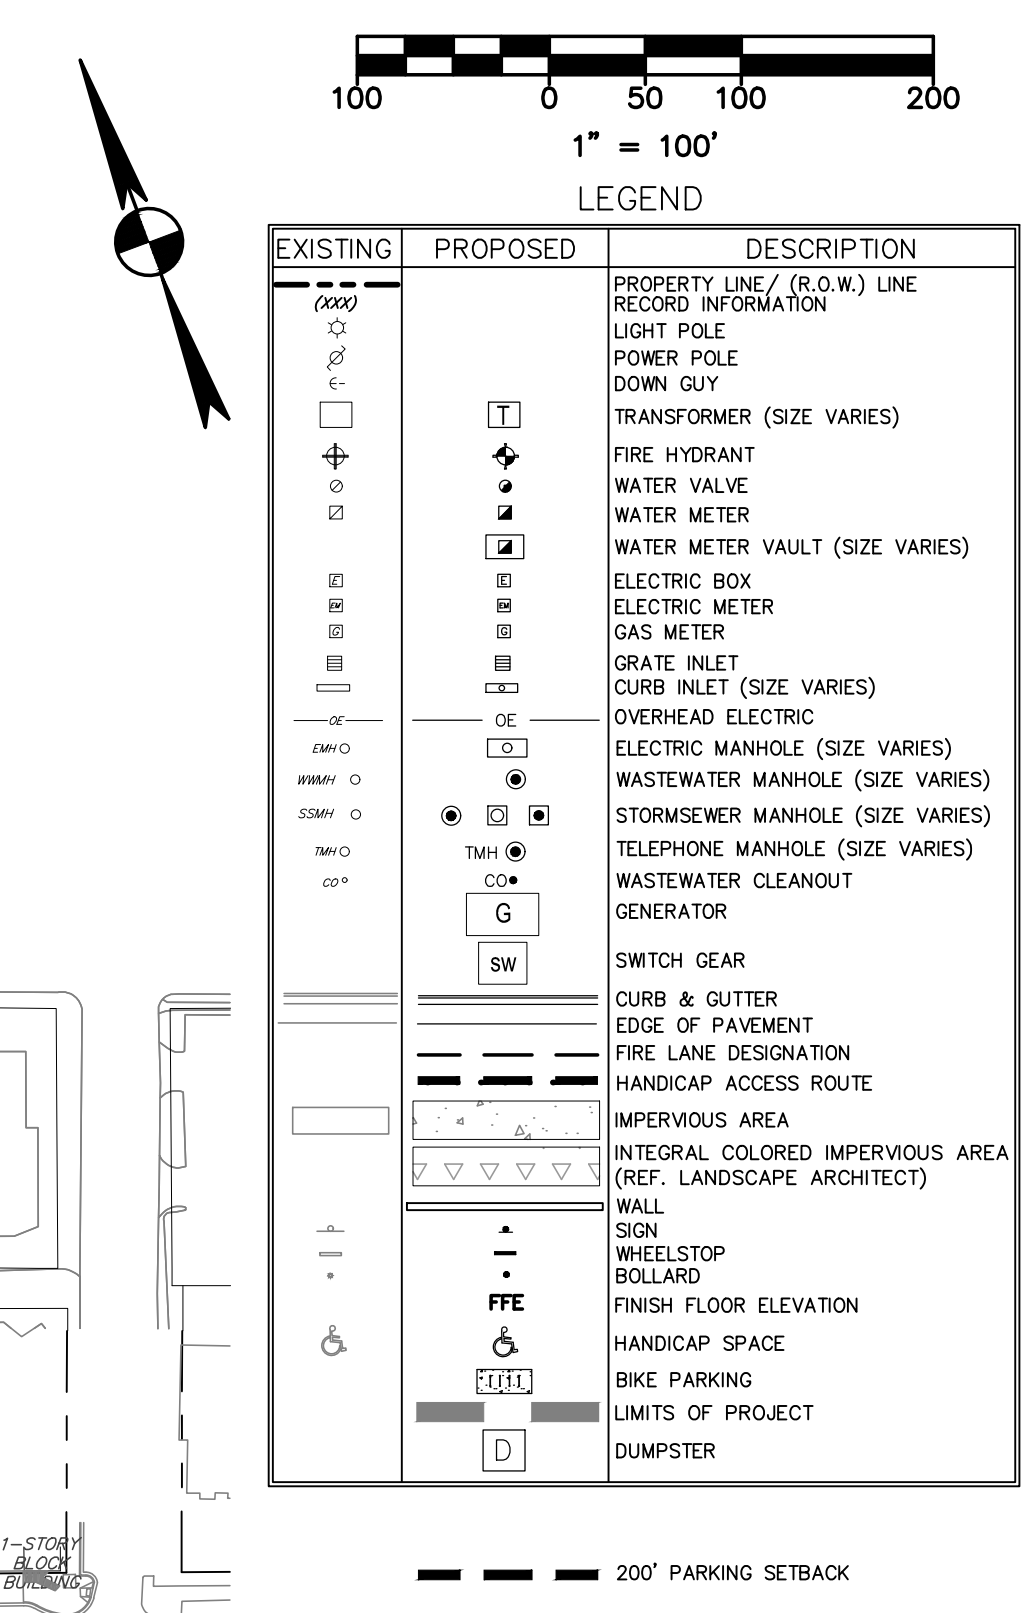 100 0 50 100 200
1” = 100’
LEGEND
EXISTING PROPOSED DESCRIPTION
PROPERTY LINE/ (R.O.W.) LINE
(XXX) RECORD INFORMATION
LIGHT POLE
POWER POLE
E- DOWN GUY
T TRANSFORMER (SIZE VARIES)
FIRE HYDRANT
WATER VALVE
WATER METER
WATER METER VAULT (SIZE VARIES)
E E ELECTRIC BOX
EM EM ELECTRIC METER
G G GAS METER
GRATE INLET
CURB INLET (SIZE VARIES)
OE OE OVERHEAD ELECTRIC
EMH ELECTRIC MANHOLE (SIZE VARIES)
WWMH WASTEWATER MANHOLE (SIZE VARIES)
SSMH STORMSEWER MANHOLE (SIZE VARIES)
TMH TMH TELEPHONE MANHOLE (SIZE VARIES)
CO CO WASTEWATER CLEANOUT
G GENERATOR
SW SWITCH GEAR
CURB & GUTTER
EDGE OF PAVEMENT
FIRE LANE DESIGNATION
HANDICAP ACCESS ROUTE
IMPERVIOUS AREA
INTEGRAL COLORED IMPERVIOUS AREA
(REF. LANDSCAPE ARCHITECT)
WALL
SIGN
WHEELSTOP
BOLLARD
FFE FINISH FLOOR ELEVATION
HANDICAP SPACE
BIKE PARKING
LIMITS OF PROJECT
D DUMPSTER
1-STORY
BLOCK
BUILDING
200’ PARKING SETBACK